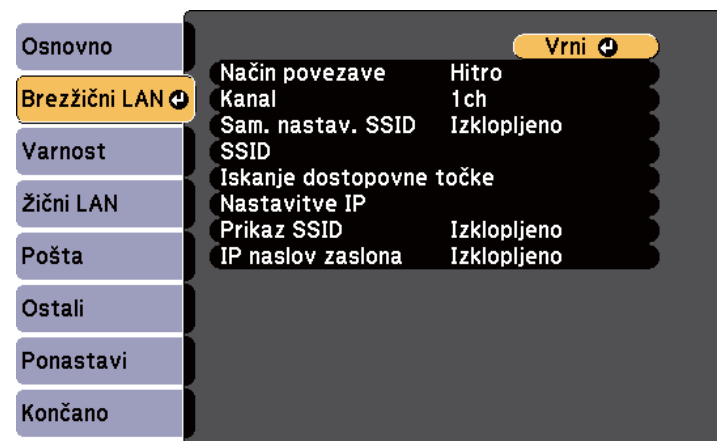 Osnovno
Brezžični LAN
Varnost
Žični LAN
Pošta
Ostali
Ponastavi
Končano
Vrni
Način povezave Hitro
Kanal 1ch
Sam. nastav. SSID Izklopljeno
SSID
Iskanje dostopovne točke
Nastavitve IP
Prikaz SSID Izklopljeno
IP naslov zaslona Izklopljeno